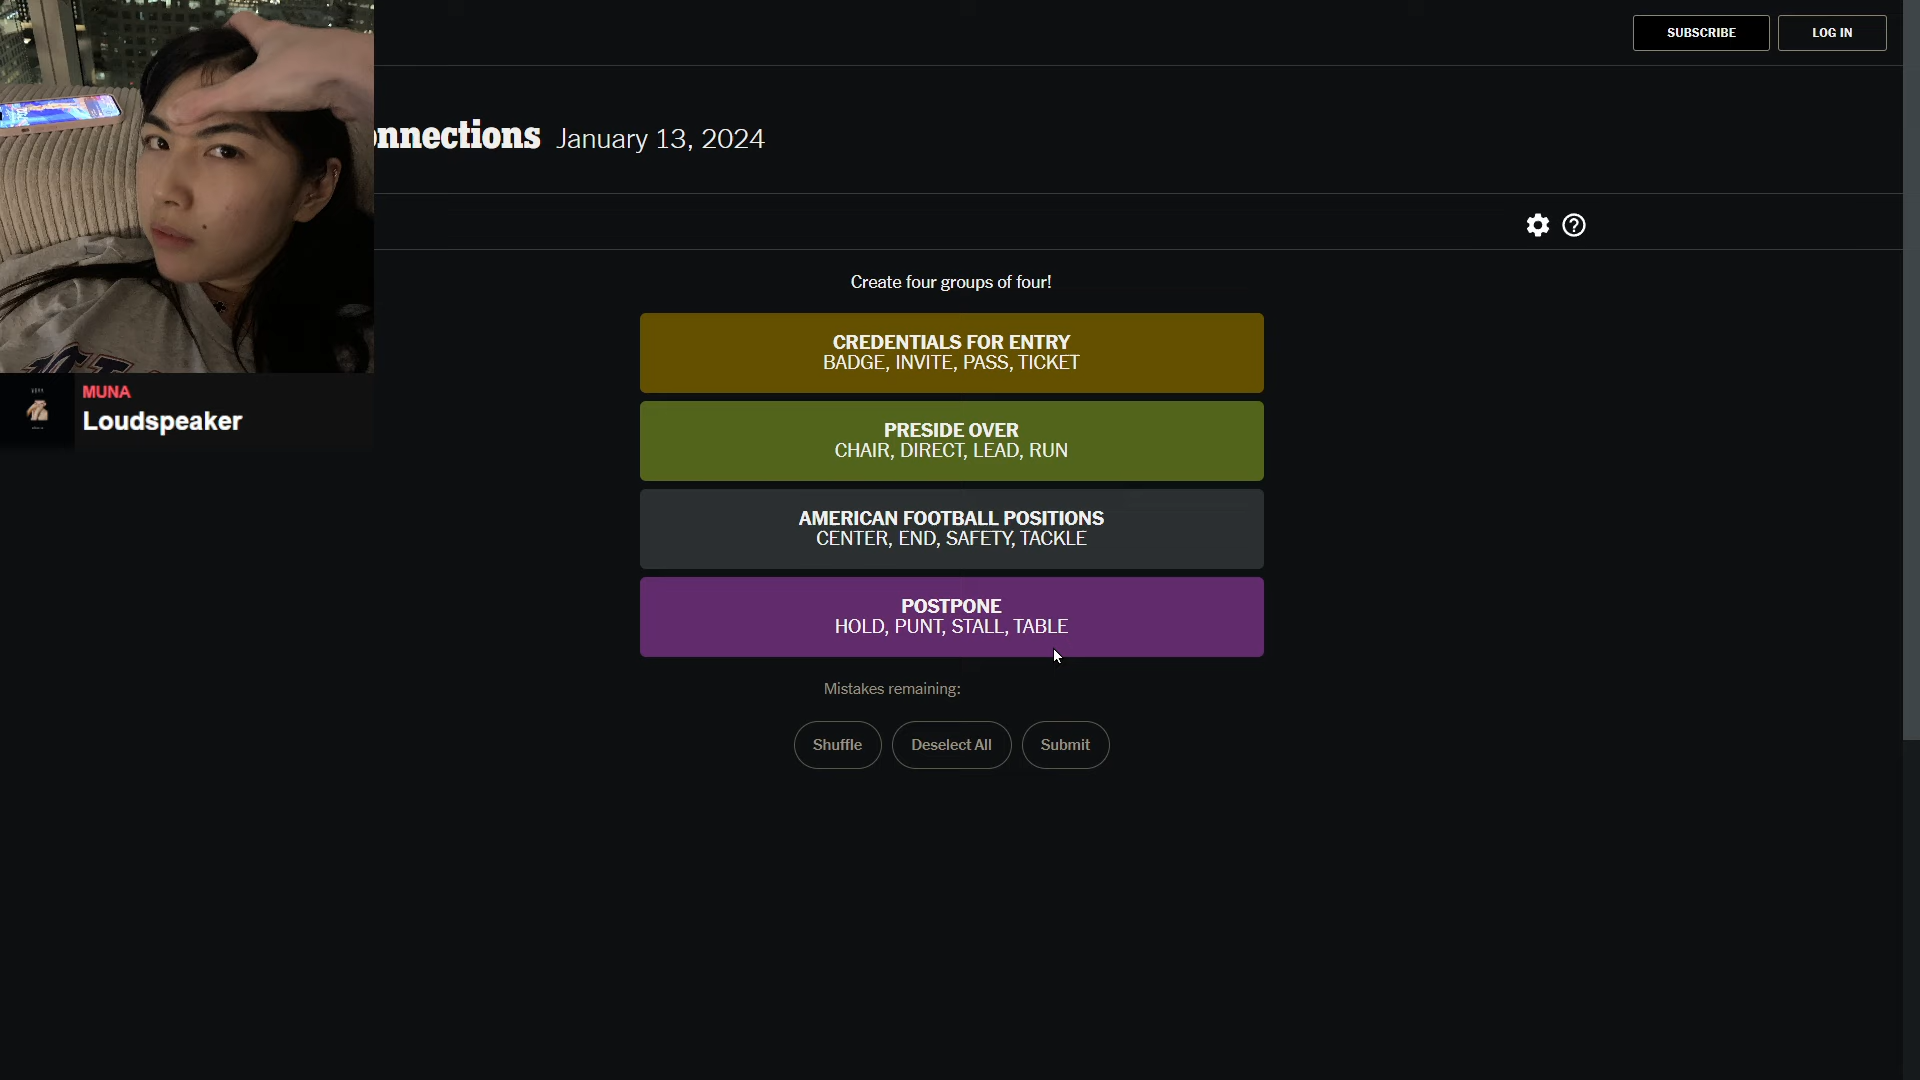 SUBSCRIBE
LOG IN
onnections January 13, 2024
Create four groups of four!
CREDENTIALS FOR ENTRY
BADGE, INVITE, PASS, TICKET
MUNA
Loudspeaker
PRESIDE OVER
CHAIR, DIRECT, LEAD, RUN
AMERICAN FOOTBALL POSITIONS
CENTER, END, SAFETY, TACKLE
POSTPONE
HOLD, PUNT, STALL, TABLE
Mistakes remaining:
Shuffle
Deselect All
Submit